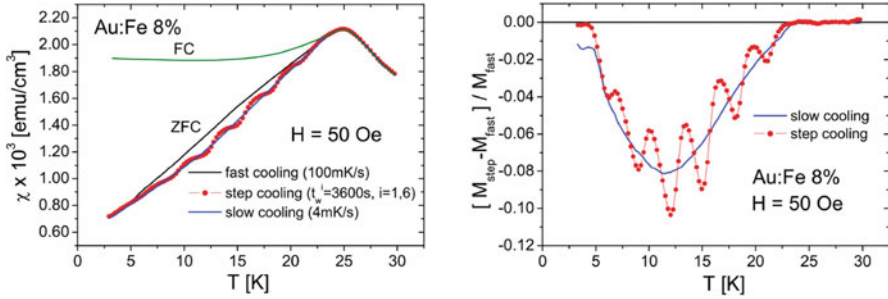 Au:Fe 8%
FC
ZFC
H = 50 Oe
fast cooling (100mK/s)
step cooling (t_w^i=3600s, i=1,6)
slow cooling (4mK/s)
χ x 10³ [emu/cm³]
2.20
2.00
1.80
1.60
1.40
1.20
1.00
0.80
0.60
0 5 10 15 20 25 30
T [K]
[ M_step-M_fast ] / M_fast
0.00
-0.02
-0.04
-0.06
-0.08
-0.10
-0.12
slow cooling
step cooling
Au:Fe 8%
H = 50 Oe
0 5 10 15 20 25 30
T [K]